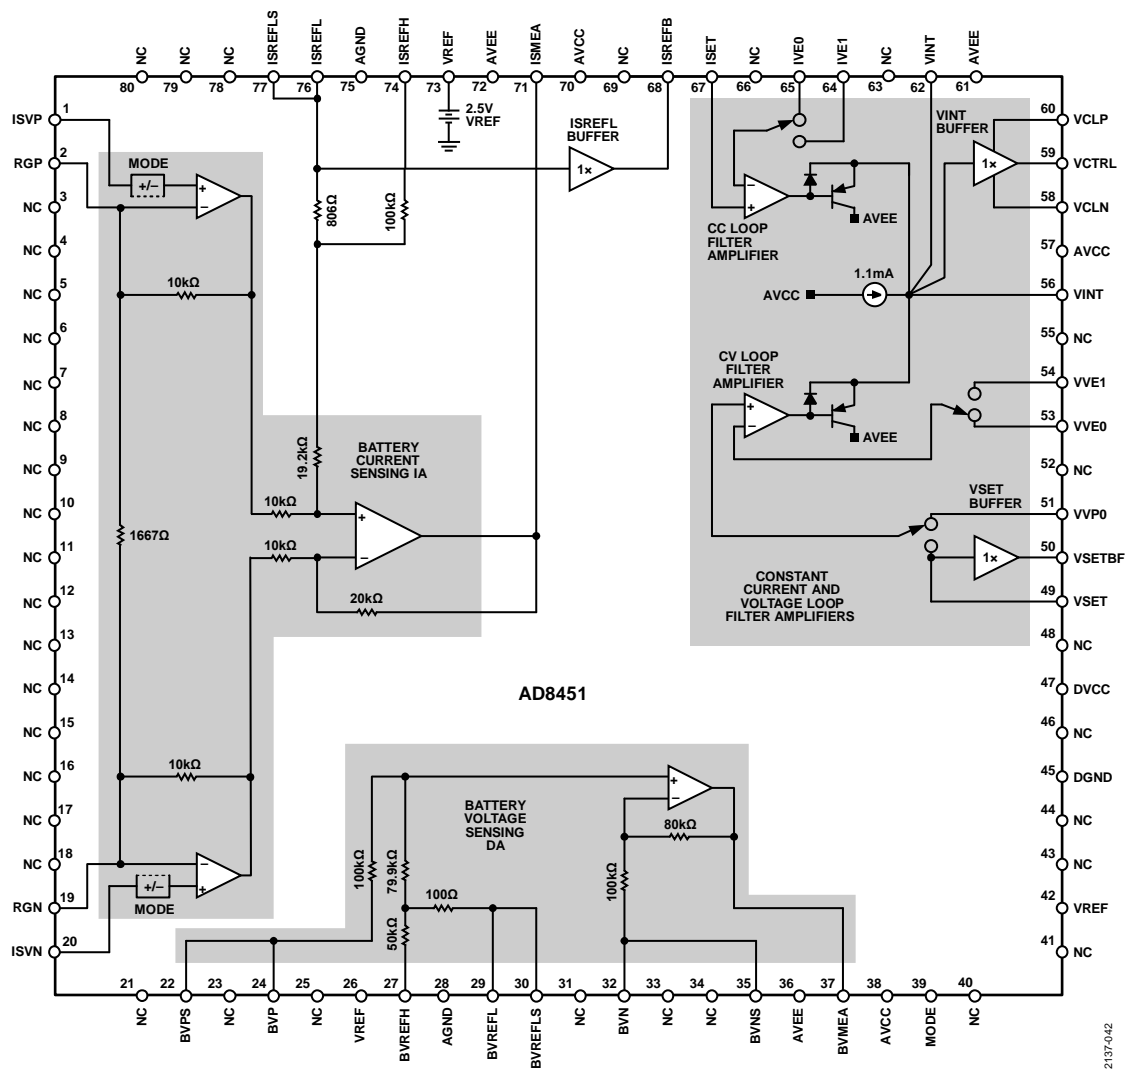 NC
NC
NC
ISREFLS
ISREFL
AGND
ISREFH
VREF
AVEE
ISMEA
AVCC
NC
ISREFB
ISET
NC
IVE0
IVE1
NC
VINT
AVEE
80
79
78
77
76
75
74
73
72
71
70
69
68
67
66
65
64
63
62
61
ISVP
1
RGP
2
NC
3
NC
4
NC
5
NC
6
NC
7
NC
8
NC
9
NC
10
NC
11
NC
12
NC
13
NC
14
NC
15
NC
16
NC
17
NC
18
RGN
19
ISVN
20
MODE
+/–
+
–
10kΩ
1667Ω
10kΩ
–
+
+/–
MODE
2.5V
VREF
806Ω
100kΩ
19.2kΩ
BATTERY
CURRENT
SENSING IA
10kΩ
10kΩ
+
–
20kΩ
ISREFL
BUFFER
1×
–
+
CC LOOP
FILTER
AMPLIFIER
AVEE
VINT
BUFFER
1×
1.1mA
AVCC
CV LOOP
FILTER
AMPLIFIER
+
–
AVEE
VSET
BUFFER
1×
CONSTANT
CURRENT AND
VOLTAGE LOOP
FILTER AMPLIFIERS
AD8451
BATTERY
VOLTAGE
SENSING
DA
+
–
80kΩ
100kΩ
79.9kΩ
100Ω
50kΩ
100kΩ
60
VCLP
59
VCTRL
58
VCLN
57
AVCC
56
VINT
55
NC
54
VVE1
53
VVE0
52
NC
51
VVP0
50
VSETBF
49
VSET
48
NC
47
DVCC
46
NC
45
DGND
44
NC
43
NC
42
VREF
41
NC
21
22
23
24
25
26
27
28
29
30
31
32
33
34
35
36
37
38
39
40
NC
BVPS
NC
BVP
NC
VREF
BVREFH
AGND
BVREFL
BVREFLS
NC
BVN
NC
NC
BVNS
AVEE
BVMEA
AVCC
MODE
NC
2137-042